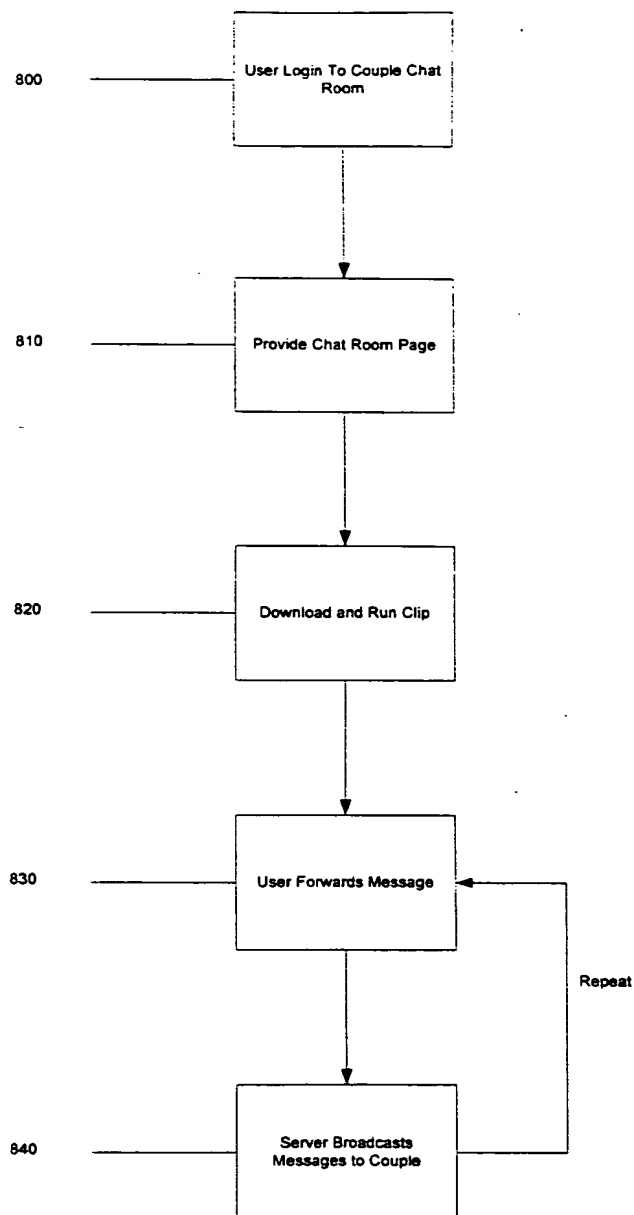 800
User Login To Couple Chat
Room
810
Provide Chat Room Page
820
Download and Run Clip
830
User Forwards Message
Repeat
840
Server Broadcasts
Messages to Couple